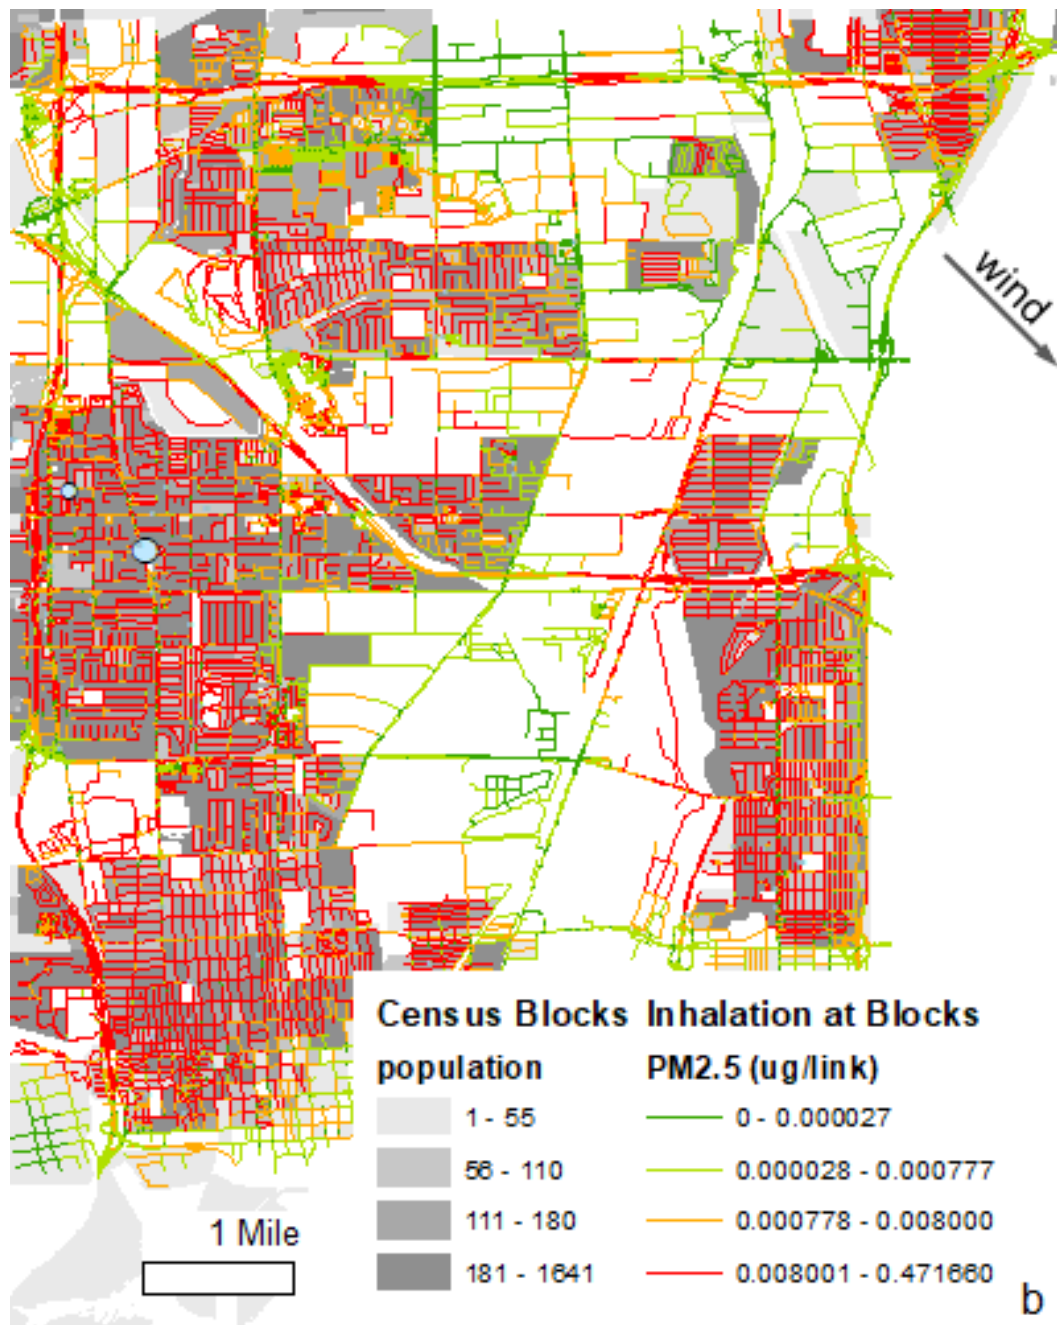 wind
Census Blocks Inhalation at Blocks
population PM2.5 (ug/link)
1 - 55 0 - 0.000027
56 - 110 0.000028 - 0.000777
111 - 180 0.000778 - 0.008000
181 - 1641 0.008001 - 0.471660
1 Mile
b